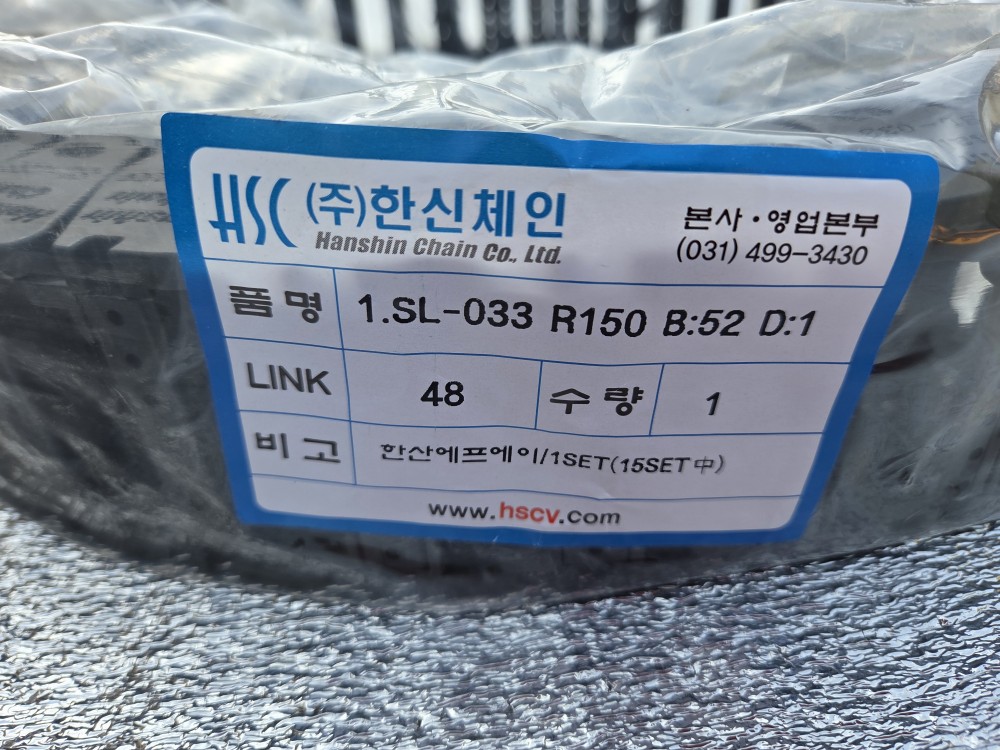 HSC (주)한신체인
Hanshin Chain Co., Ltd.
본사·영업본부
(031) 499-3430
품 명 1.SL-033 R150 B:52 D:1
LINK 48 수 량 1
비 고 한산에프에이/1SET(15SET中)
www.hscv.com